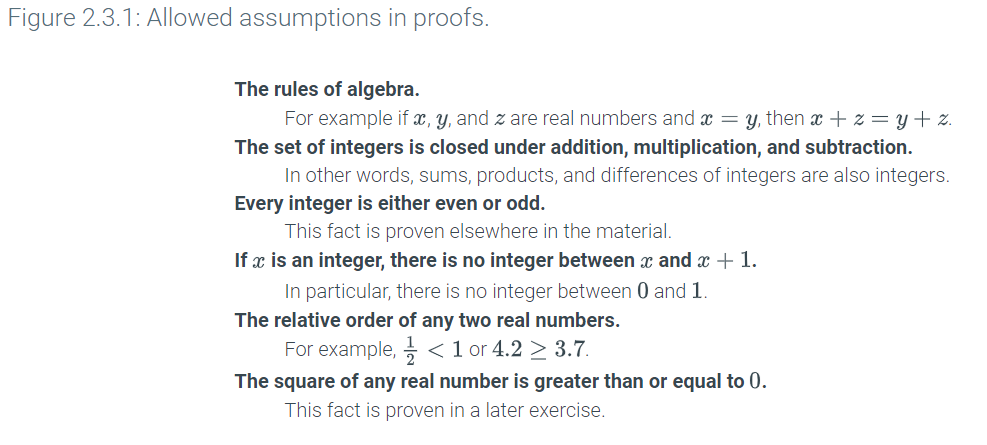 Figure 2.3.1: Allowed assumptions in proofs.
The rules of algebra.
For example if x, y, and z are real numbers and x = y, then x + z = y + z.
The set of integers is closed under addition, multiplication, and subtraction.
In other words, sums, products, and differences of integers are also integers.
Every integer is either even or odd.
This fact is proven elsewhere in the material.
If x is an integer, there is no integer between x and x + 1.
In particular, there is no integer between 0 and 1.
The relative order of any two real numbers.
For example, 1/2 < 1 or 4.2 ≥ 3.7.
The square of any real number is greater than or equal to 0.
This fact is proven in a later exercise.